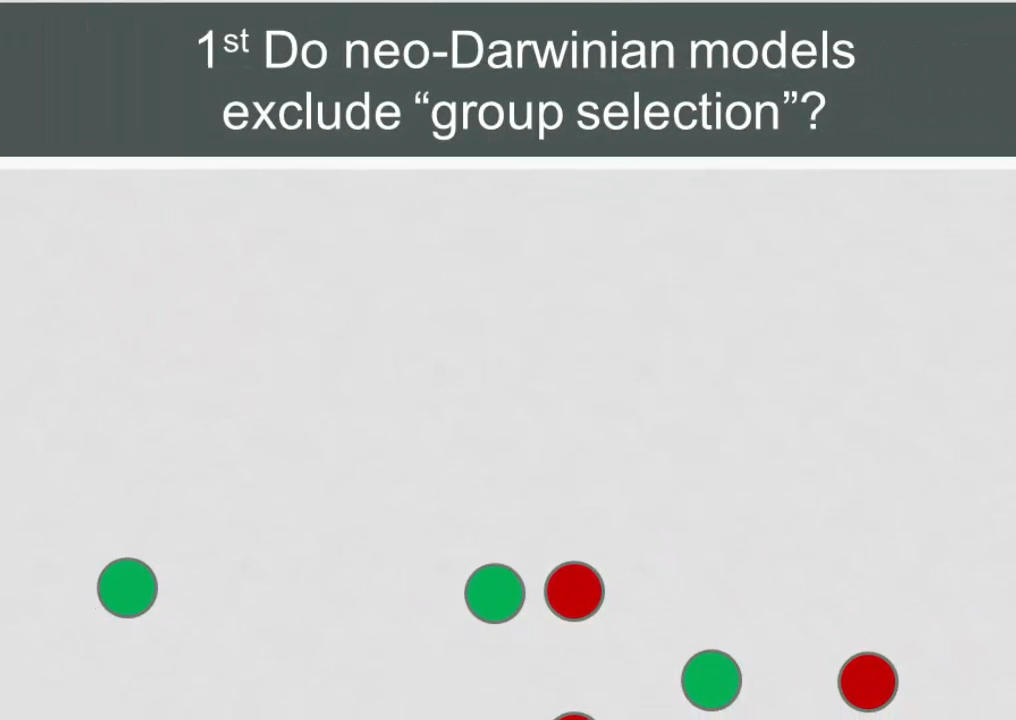 1st Do neo-Darwinian models
exclude “group selection”?